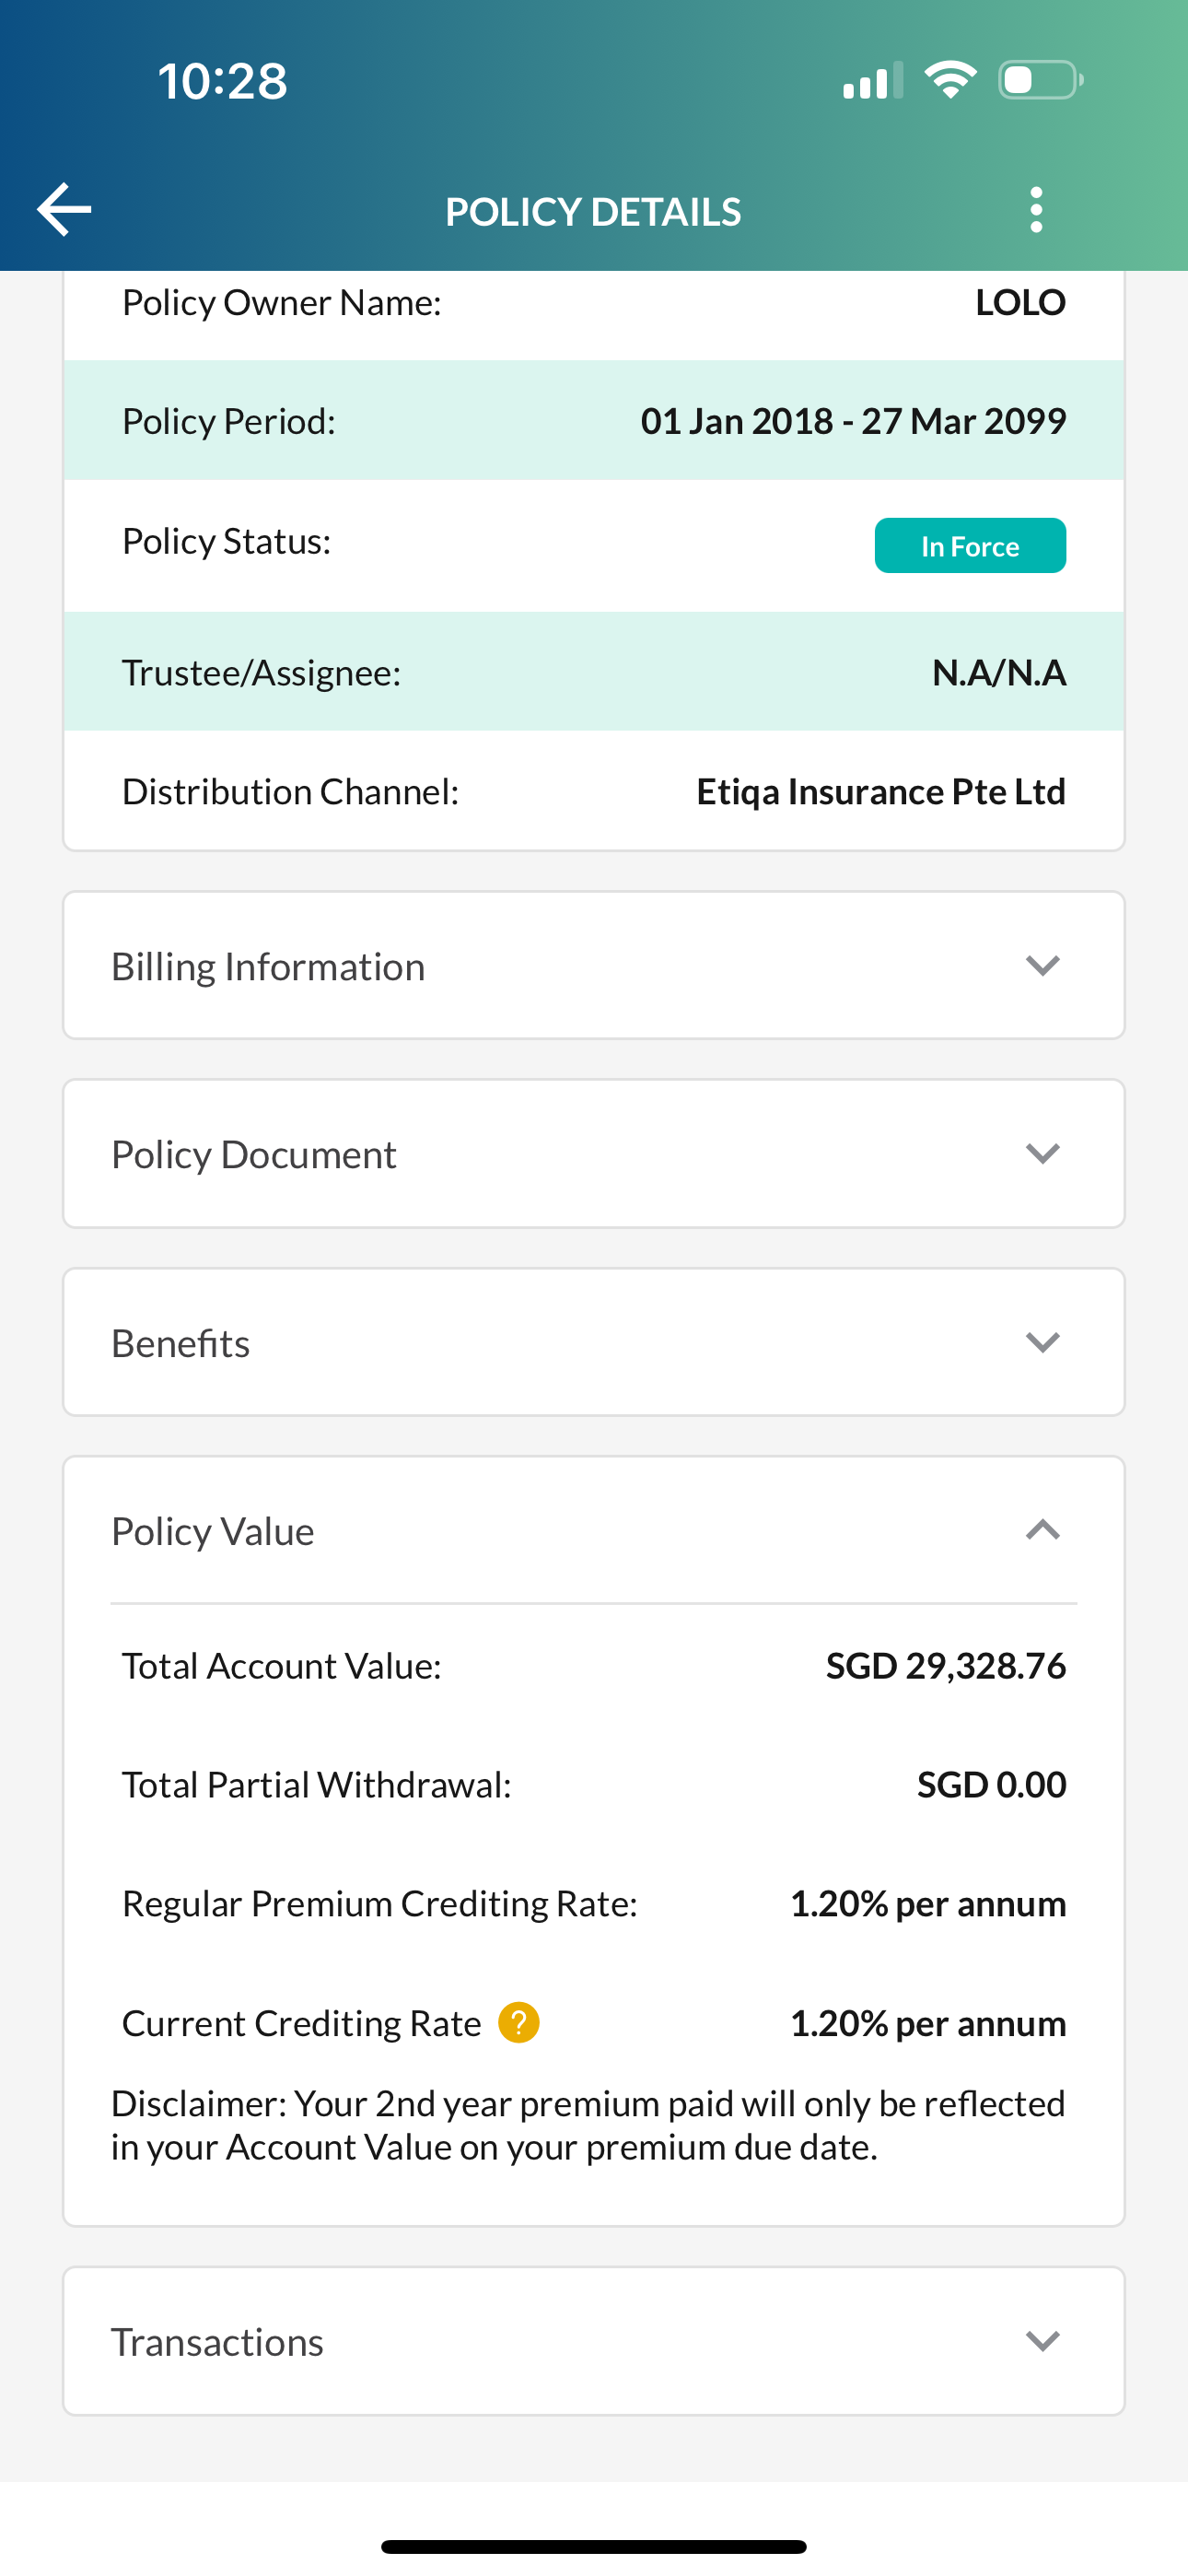 10:28
POLICY DETAILS
Policy Owner Name: LOLO
Policy Period: 01 Jan 2018 - 27 Mar 2099
Policy Status: In Force
Trustee/Assignee: N.A/N.A
Distribution Channel: Etiqa Insurance Pte Ltd
Billing Information
Policy Document
Benefits
Policy Value
Total Account Value: SGD 29,328.76
Total Partial Withdrawal: SGD 0.00
Regular Premium Crediting Rate: 1.20% per annum
Current Crediting Rate ? 1.20% per annum
Disclaimer: Your 2nd year premium paid will only be reflected
in your Account Value on your premium due date.
Transactions